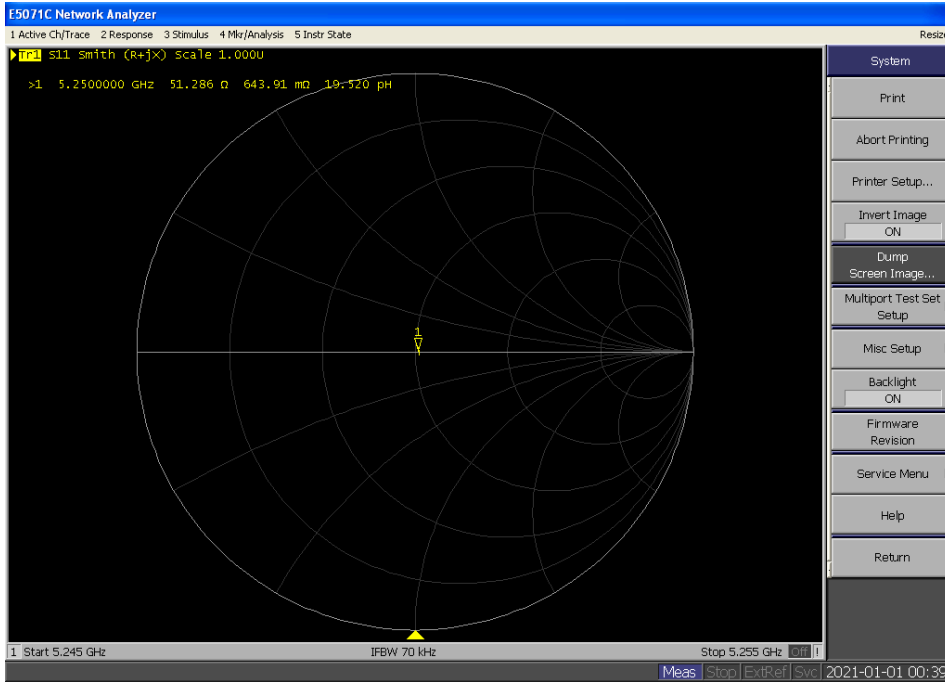 E5071C Network Analyzer
1 Active Ch/Trace 2 Response 3 Stimulus 4 Mkr/Analysis 5 Instr State Resize
Tr1 S11 Smith (R+jX) Scale 1.000U
>1 5.2500000 GHz 51.286 Ω 643.91 mΩ 19.520 pH
1
System
Print
Abort Printing
Printer Setup...
Invert Image
ON
Dump
Screen Image...
Multiport Test Set
Setup
Misc Setup
Backlight
ON
Firmware
Revision
Service Menu
Help
Return
1 Start 5.245 GHz IFBW 70 kHz Stop 5.255 GHz Off !
Meas Stop ExtRef Svc 2021-01-01 00:39